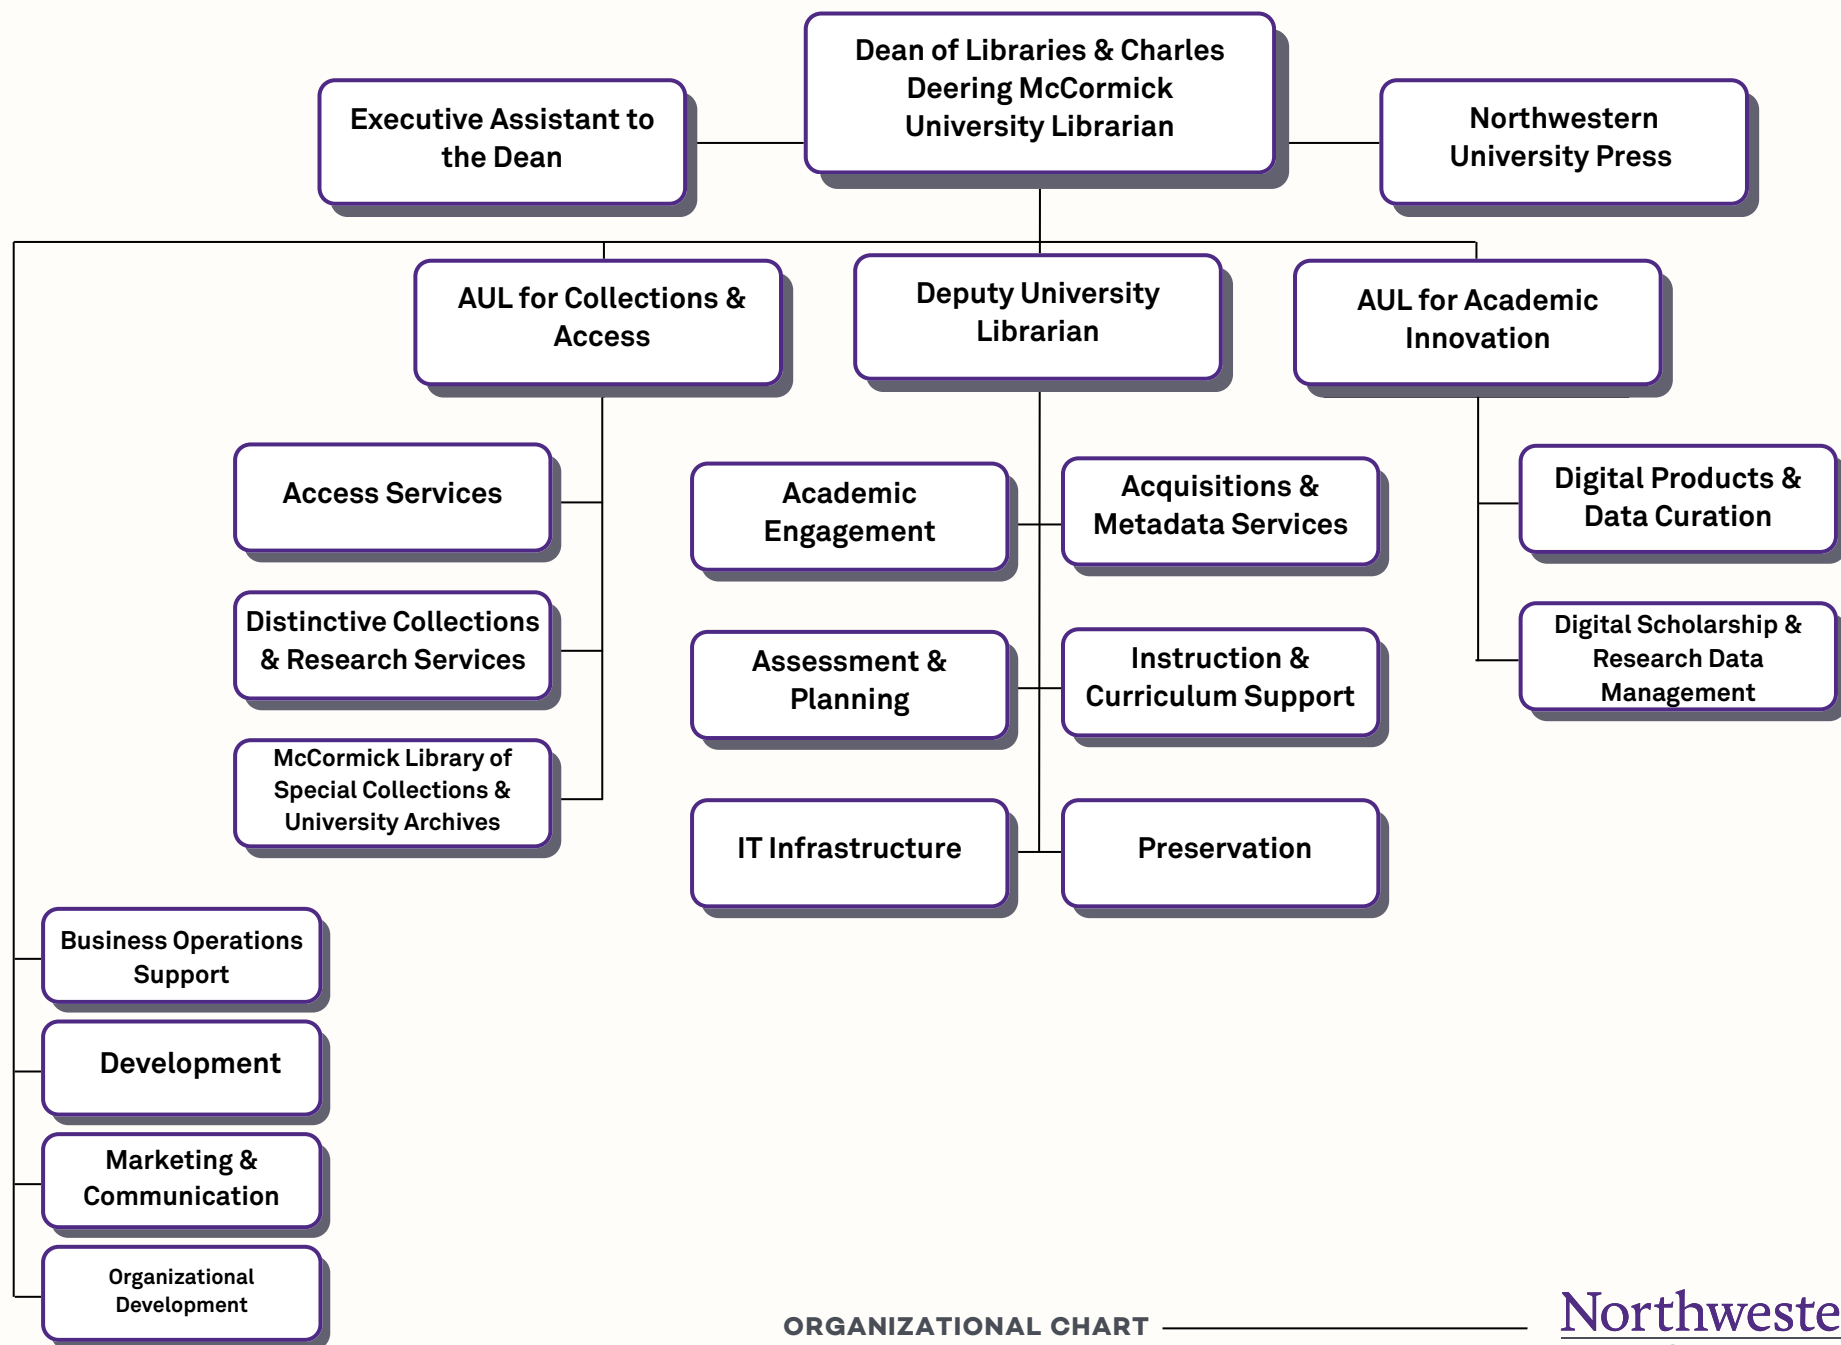 Dean of Libraries & Charles
Deering McCormick
University Librarian
Executive Assistant to
the Dean
Northwestern
University Press
AUL for Collections &
Access
Deputy University
Librarian
AUL for Academic
Innovation
Access Services
Distinctive Collections
& Research Services
McCormick Library of
Special Collections &
University Archives
Academic
Engagement
Acquisitions &
Metadata Services
Assessment &
Planning
Instruction &
Curriculum Support
IT Infrastructure
Preservation
Digital Products &
Data Curation
Digital Scholarship &
Research Data
Management
Business Operations
Support
Development
Marketing &
Communication
Organizational
Development
ORGANIZATIONAL CHART
Northweste